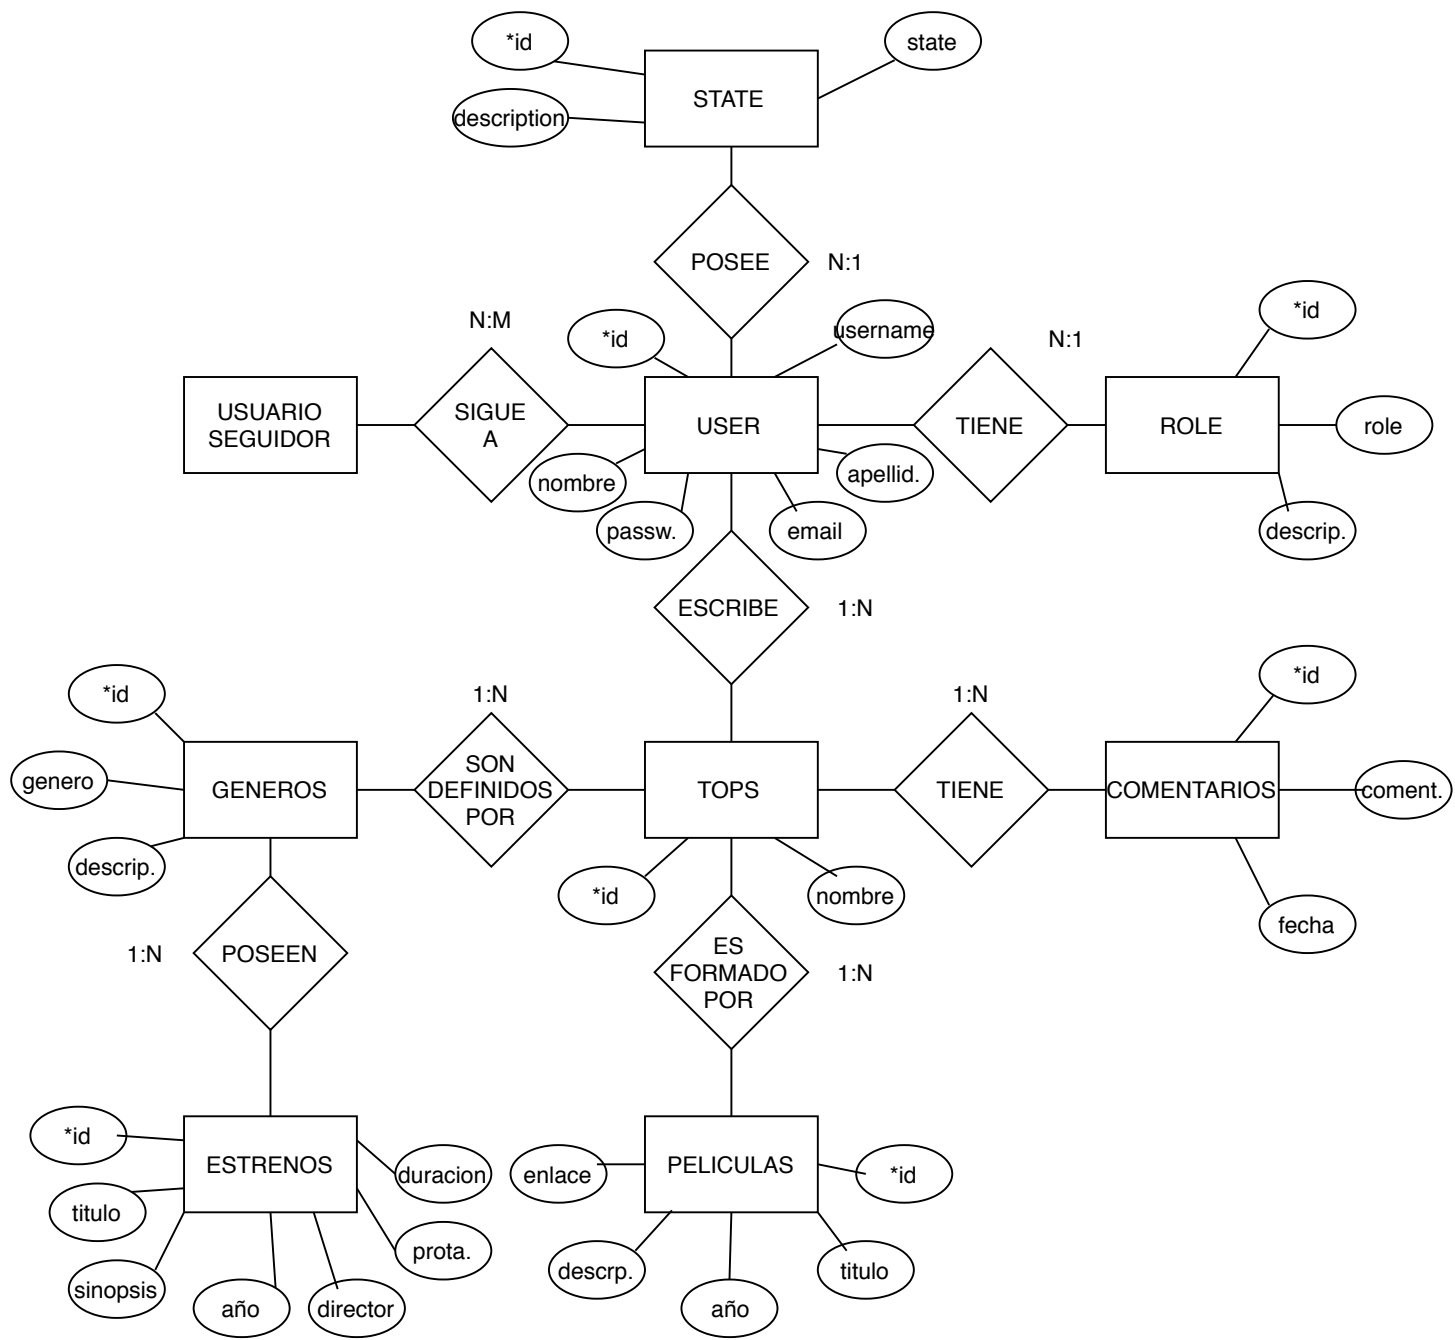 *id
state
STATE
description
POSEE
N:1
*id
N:M
*id
username
N:1
USUARIO
SEGUIDOR
SIGUE
A
USER
TIENE
ROLE
role
nombre
apellid.
passw.
email
descrip.
ESCRIBE
1:N
*id
*id
1:N
1:N
genero
GENEROS
SON
DEFINIDOS
POR
TOPS
TIENE
COMENTARIOS
coment.
descrip.
*id
nombre
fecha
1:N
POSEEN
ES
FORMADO
POR
1:N
*id
ESTRENOS
duracion
enlace
PELICULAS
*id
titulo
prota.
sinopsis
año
director
descrp.
año
titulo